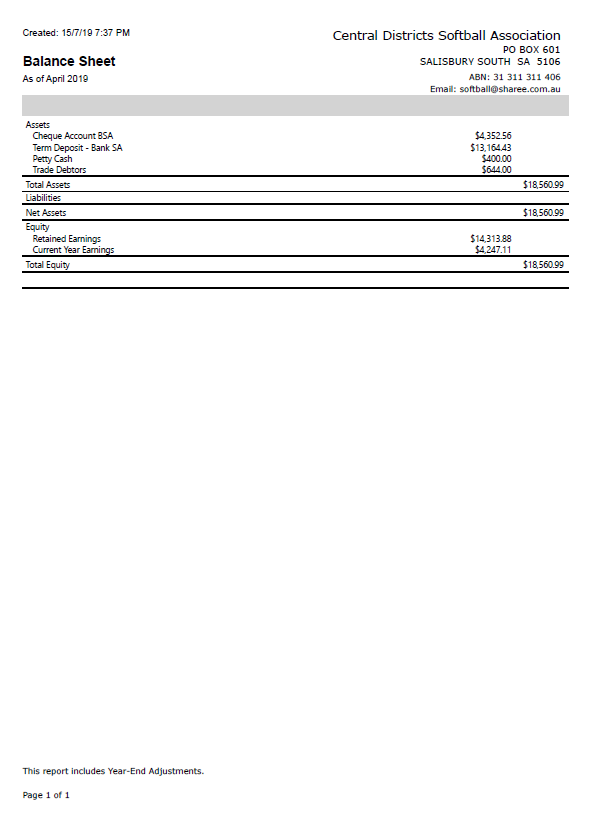 Created: 15/7/19 7:37 PM
Central Districts Softball Association
PO BOX 601
Balance Sheet
SALISBURY SOUTH SA 5106
As of April 2019
ABN: 31 311 311 406
Email: softball@sharee.com.au
Assets
Cheque Account BSA $4,352.56
Term Deposit - Bank SA $13,164.43
Petty Cash $400.00
Trade Debtors $644.00
Total Assets $18,560.99
Liabilities
Net Assets $18,560.99
Equity
Retained Earnings $14,313.88
Current Year Earnings $4,247.11
Total Equity $18,560.99
This report includes Year-End Adjustments.
Page 1 of 1